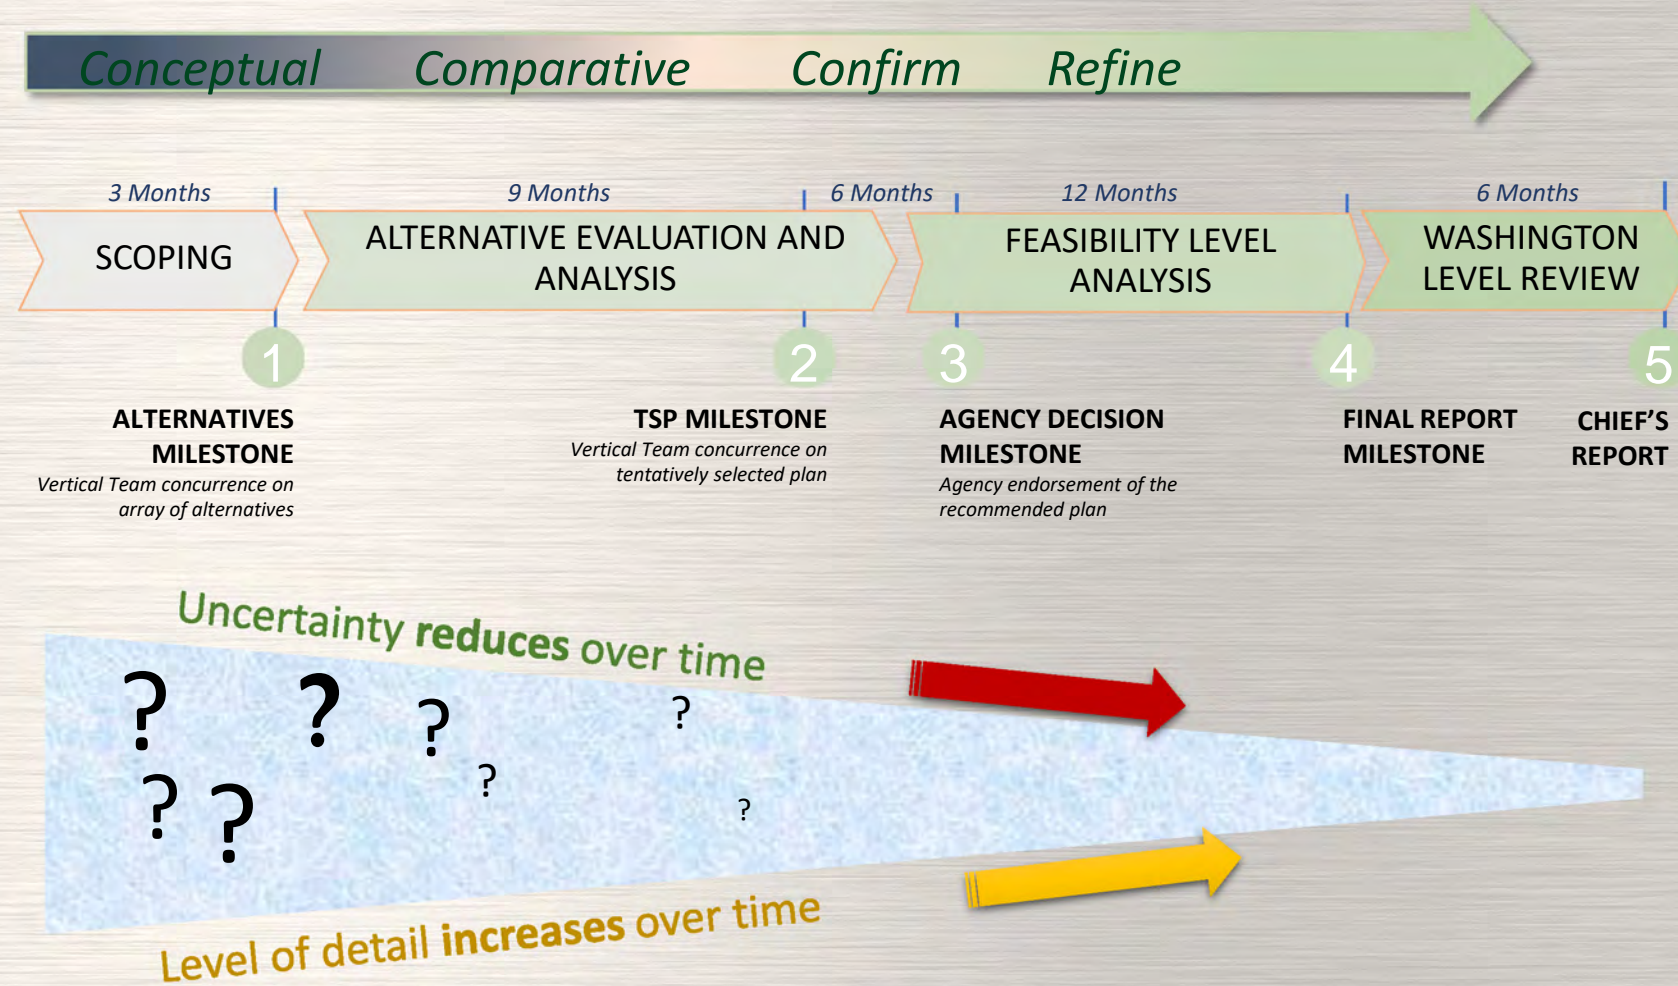 Conceptual Comparative Confirm Refine
3 Months
9 Months
6 Months
12 Months
6 Months
SCOPING
ALTERNATIVE EVALUATION AND
ANALYSIS
FEASIBILITY LEVEL
ANALYSIS
WASHINGTON
LEVEL REVIEW
1
2
3
4
5
ALTERNATIVES
MILESTONE
Vertical Team concurrence on
array of alternatives
TSP MILESTONE
Vertical Team concurrence on
tentatively selected plan
AGENCY DECISION
MILESTONE
Agency endorsement of the
recommended plan
FINAL REPORT
MILESTONE
CHIEF'S
REPORT
Uncertainty reduces over time
? ? ? ?
? ? ? ?
Level of detail increases over time